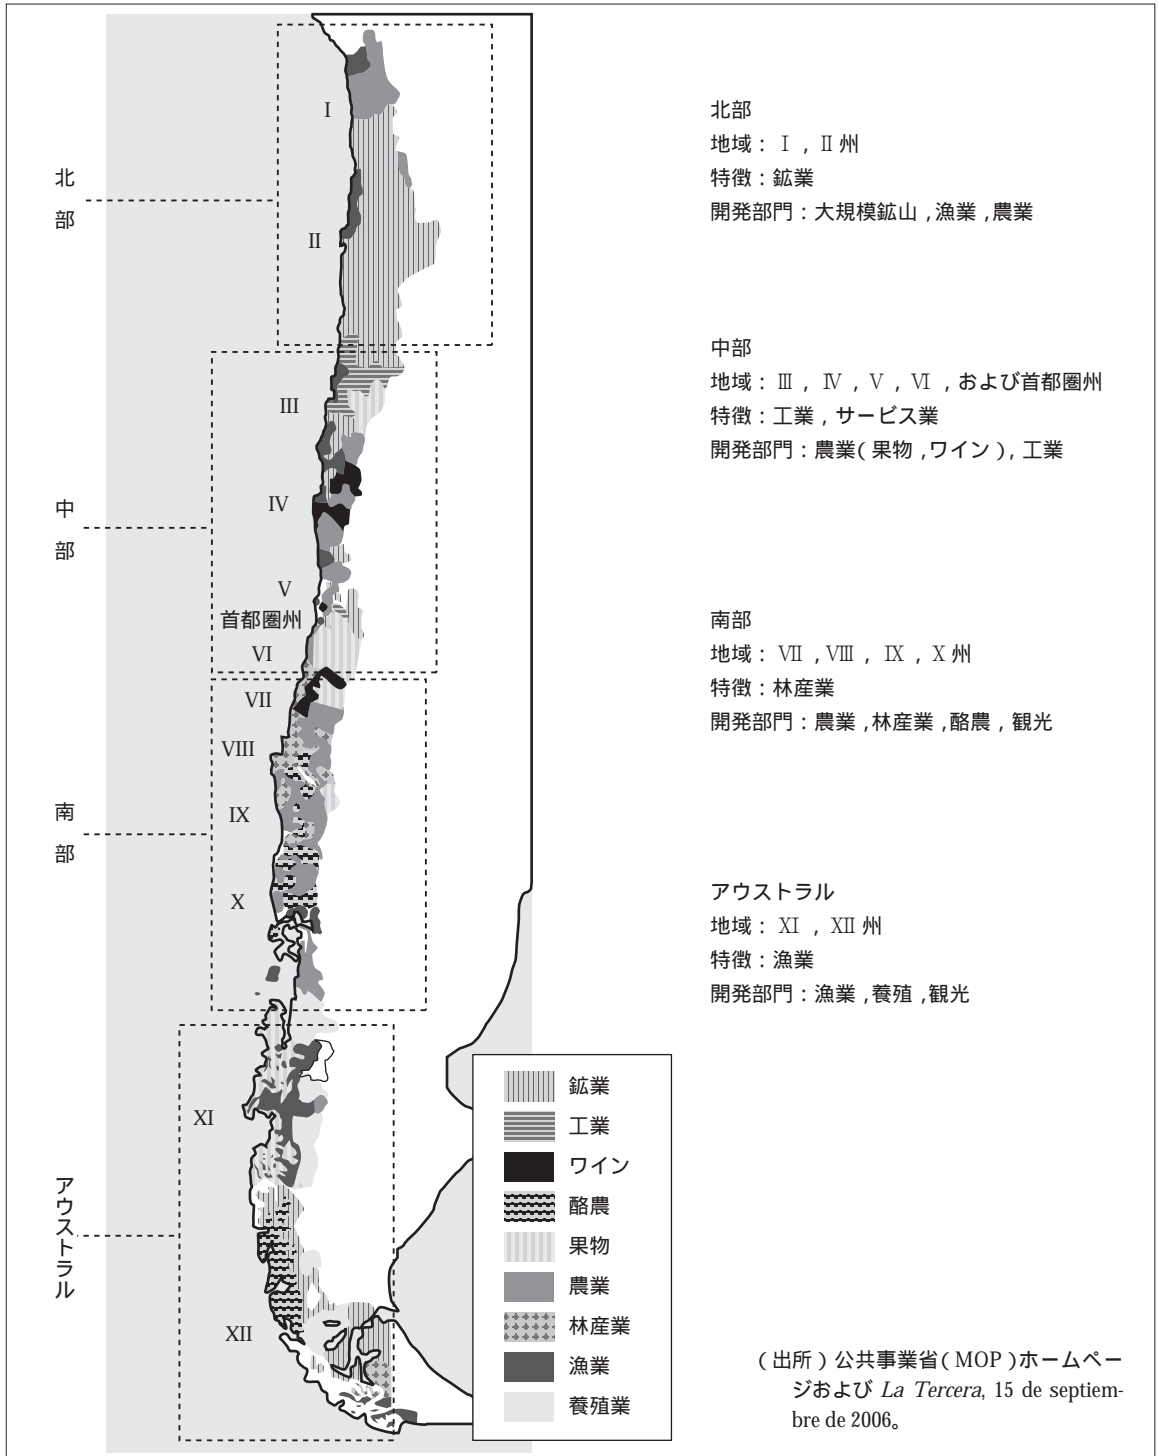 北部
I
II
中部
III
IV
V
首都圏州
VI
南部
VII
VIII
IX
X
アウストラル
XI
XII
北部
地域：Ⅰ，Ⅱ州
特徴：鉱業
開発部門：大規模鉱山，漁業，農業
中部
地域：Ⅲ，Ⅳ，Ⅴ，Ⅵ，および首都圏州
特徴：工業，サービス業
開発部門：農業（果物，ワイン），工業
南部
地域：Ⅶ，Ⅷ，Ⅸ，Ⅹ州
特徴：林産業
開発部門：農業，林産業，酪農，観光
アウストラル
地域：Ⅺ，Ⅻ州
特徴：漁業
開発部門：漁業，養殖，観光
鉱業
工業
ワイン
酪農
果物
農業
林産業
漁業
養殖業
（出所）公共事業省（MOP）ホームペー
ジおよび La Tercera, 15 de septiem-
bre de 2006。